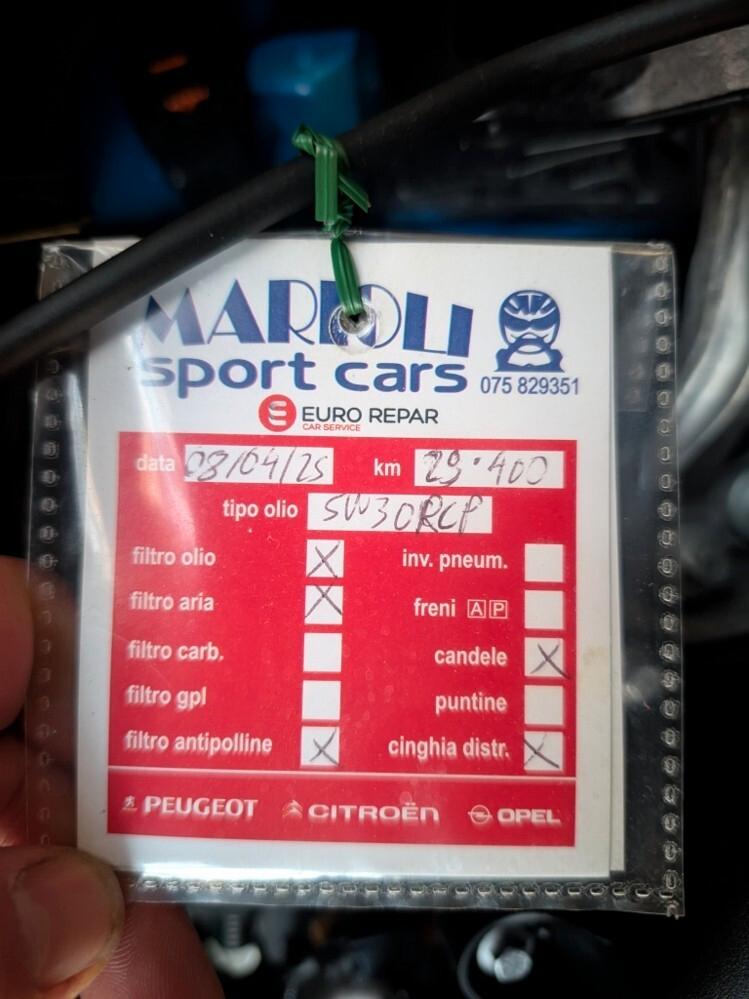 MARIOLI
sport cars
075 829351
EURO REPAR
CAR SERVICE
data 08/04/25 km 29.400
tipo olio 5W30RCP
filtro olio X inv. pneum.
filtro aria X freni A P
filtro carb. candele X
filtro gpl puntine
filtro antipolline X cinghia distr. X
PEUGEOT CITROËN OPEL